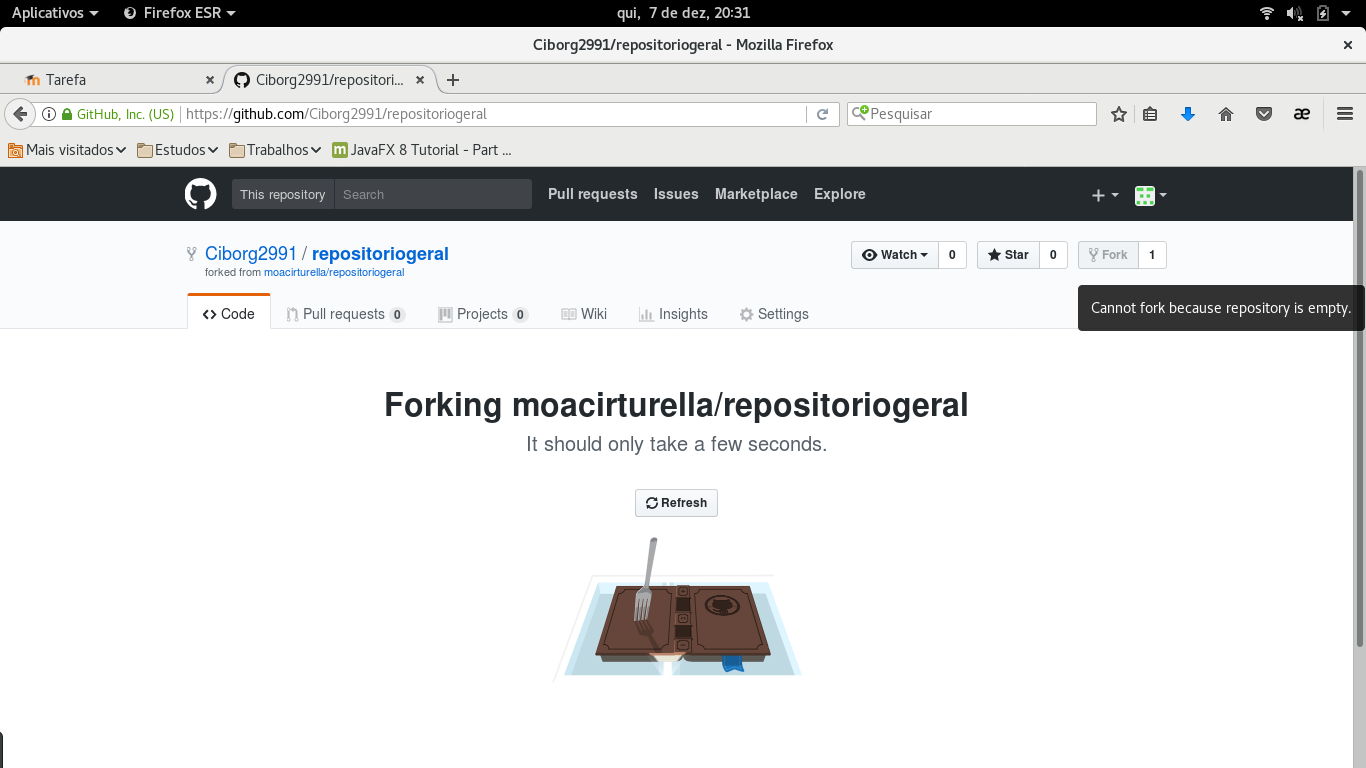 Aplicativos Firefox ESR qui, 7 de dez, 20:31
Ciborg2991/repositoriogeral - Mozilla Firefox ×
Tarefa × Ciborg2991/repositori... × +
GitHub, Inc. (US) https://github.com/Ciborg2991/repositoriogeral Pesquisar æ
Mais visitados Estudos Trabalhos m JavaFX 8 Tutorial - Part ...
This repository Search Pull requests Issues Marketplace Explore +
Ciborg2991 / repositoriogeral Watch 0 Star 0 Fork 1
forked from moacirturella/repositoriogeral
Cannot fork because repository is empty.
Code Pull requests 0 Projects 0 Wiki Insights Settings
Forking moacirturella/repositoriogeral
It should only take a few seconds.
Refresh